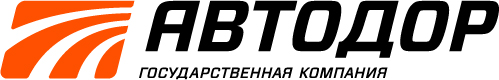 АВТОДОР
ГОСУДАРСТВЕННАЯ КОМПАНИЯ